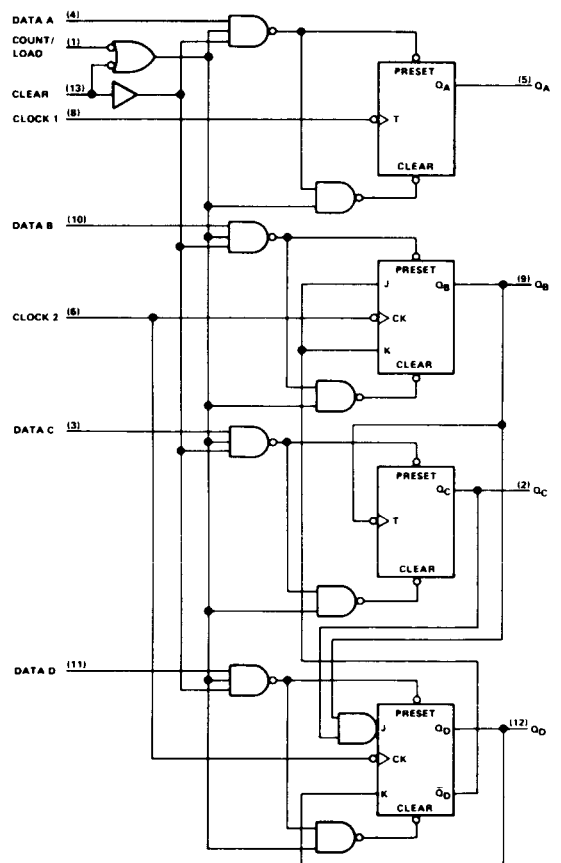 DATA A (4)
COUNT/ (1)
LOAD
PRESET
QA (5) QA
CLEAR (13)
CLOCK 1 (8)
T
CLEAR
DATA B (10)
PRESET
J QB (9) QB
CLOCK 2 (6)
CK
K
CLEAR
DATA C (3)
PRESET
QC (2) QC
T
CLEAR
DATA D (11)
PRESET
J QD (12) QD
CK
K Q̄D
CLEAR